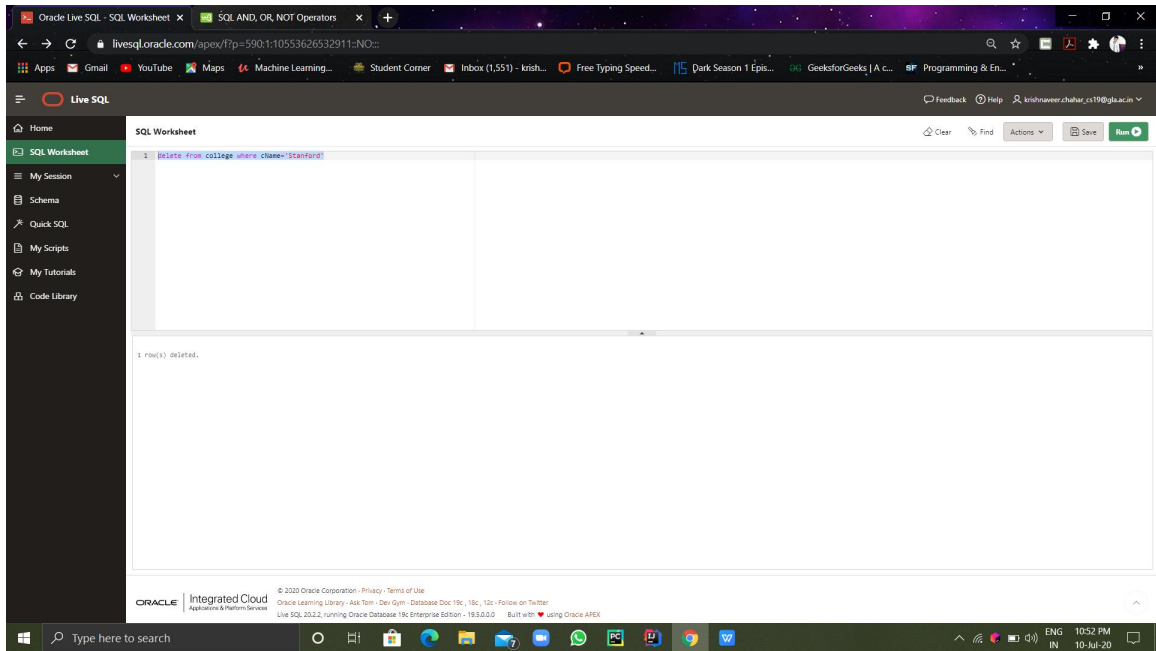 Oracle Live SQL - SQL Worksheet
SQL AND, OR, NOT Operators
livesql.oracle.com/apex/f?p=590:1:10553626532911::NO:::
Apps Gmail YouTube Maps Machine Learning... Student Corner Inbox (1,551) - krish... Free Typing Speed... Dark Season 1 Epis... GeeksforGeeks | A c... SF Programming & En... »
Live SQL
Feedback Help krishnaveer.chahar_cs19@gla.ac.in
Home
SQL Worksheet
My Session
Schema
Quick SQL
My Scripts
My Tutorials
Code Library
SQL Worksheet
Clear Find Actions Save Run
1 delete from college where cName='Stanford'
1 row(s) deleted.
ORACLE Integrated Cloud
Applications & Platform Services
© 2020 Oracle Corporation - Privacy - Terms of Use
Oracle Learning Library - Ask Tom - Dev Gym - Database Doc 19c , 18c , 12c - Follow on Twitter
Live SQL 20.2.2, running Oracle Database 19c Enterprise Edition - 19.5.0.0.0 Built with ❤ using Oracle APEX
Type here to search
7
PC
IJ
W
ENG
IN
10:52 PM
10-Jul-20